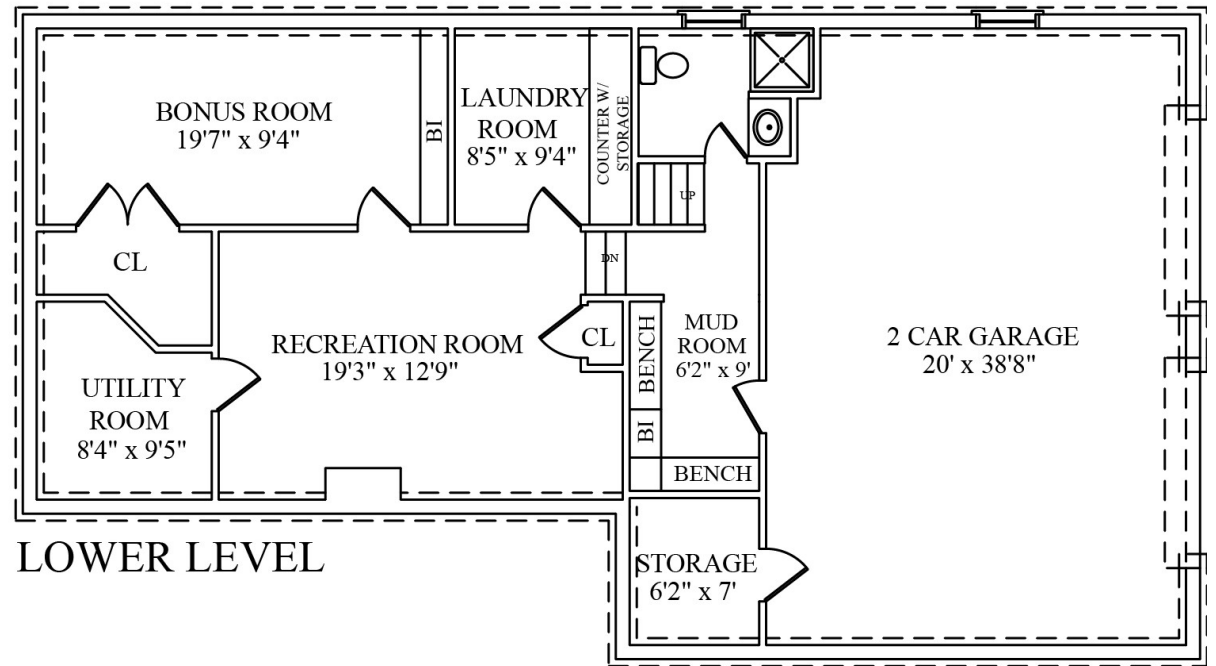 BONUS ROOM
19'7" x 9'4"
BI
LAUNDRY
ROOM
8'5" x 9'4"
COUNTER W/
STORAGE
UP
CL
DN
RECREATION ROOM
19'3" x 12'9"
CL
BENCH
BI
MUD
ROOM
6'2" x 9'
BENCH
2 CAR GARAGE
20' x 38'8"
UTILITY
ROOM
8'4" x 9'5"
STORAGE
6'2" x 7'
LOWER LEVEL